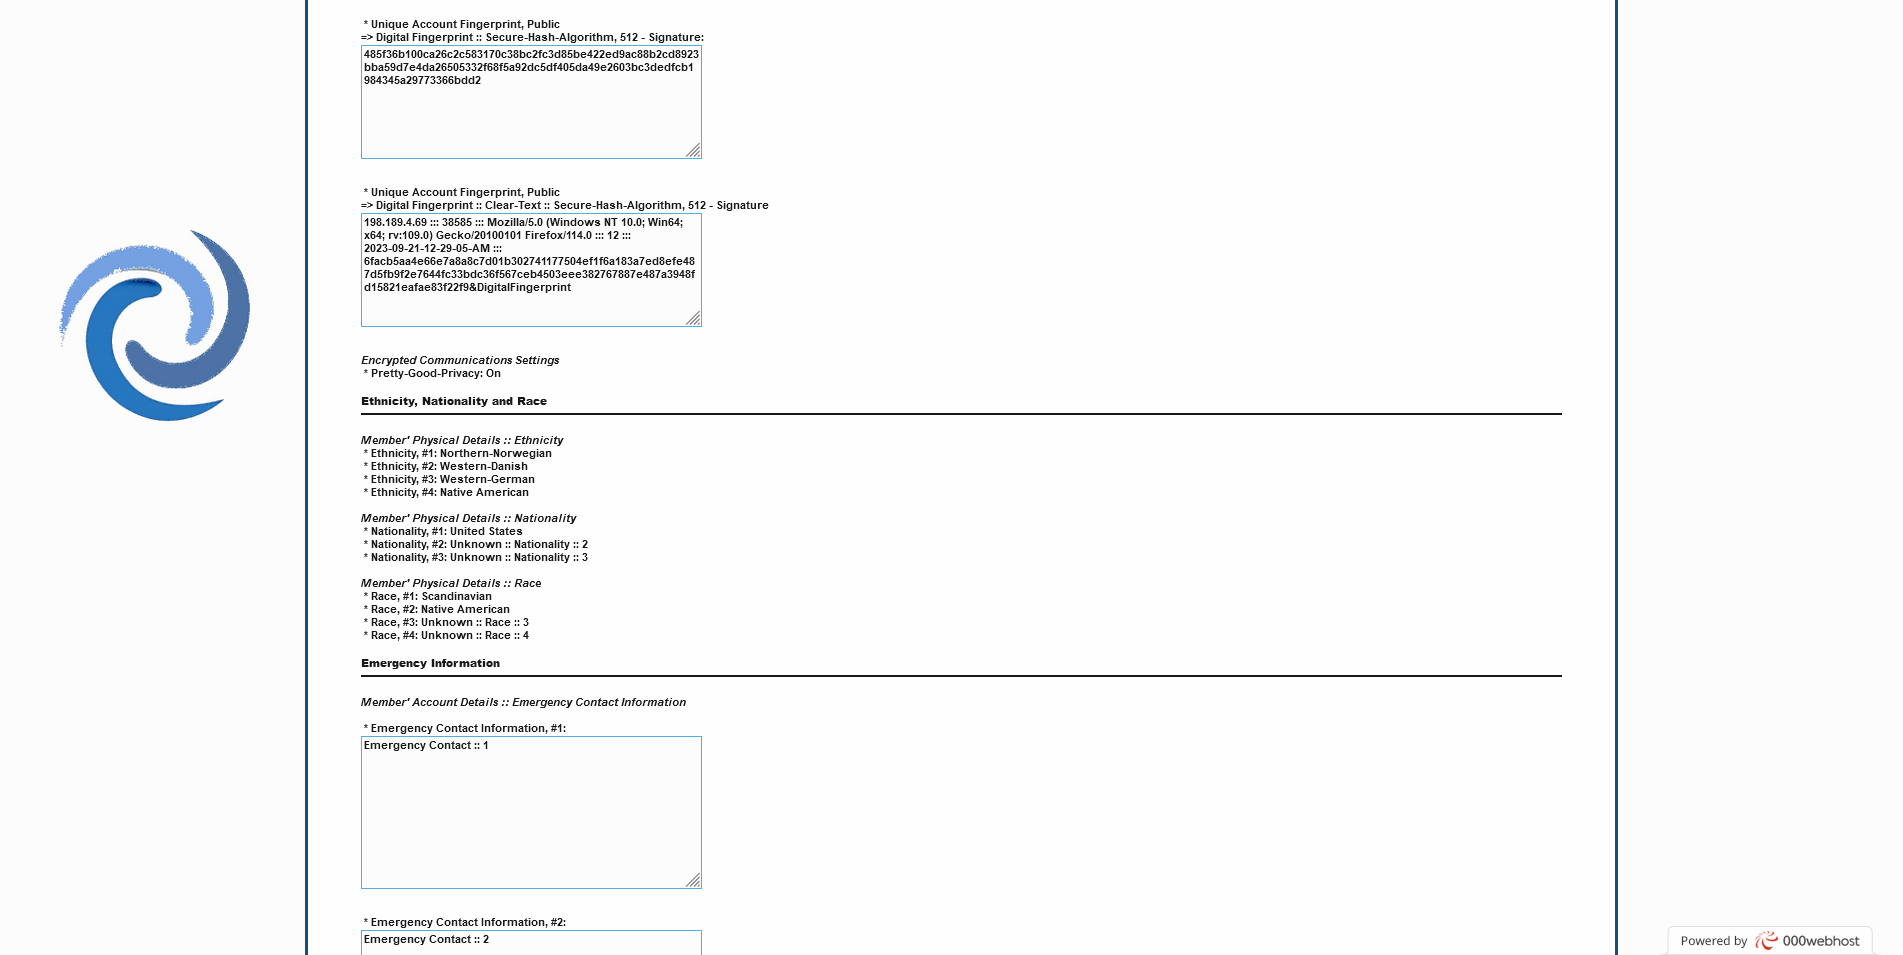 * Unique Account Fingerprint, Public
=> Digital Fingerprint :: Secure-Hash-Algorithm, 512 - Signature:
485f36b100ca26c2c583170c38bc2fc3d85be422ed9ac88b2cd8923
bba59d7e4da26505332f68f5a92dc5df405da49e2603bc3dedfcb1
984345a29773366bdd2
* Unique Account Fingerprint, Public
=> Digital Fingerprint :: Clear-Text :: Secure-Hash-Algorithm, 512 - Signature
198.189.4.69 ::: 38585 ::: Mozilla/5.0 (Windows NT 10.0; Win64;
x64; rv:109.0) Gecko/20100101 Firefox/114.0 ::: 12 :::
2023-09-21-12-29-05-AM :::
6facb5aa4e66e7a8a8c7d01b302741177504ef1f6a183a7ed8efe48
7d5fb9f2e7644fc33bdc36f567ceb4503eee382767887e487a3948f
d15821eafae83f22f9&DigitalFingerprint
Encrypted Communications Settings
* Pretty-Good-Privacy: On
Ethnicity, Nationality and Race
Member' Physical Details :: Ethnicity
* Ethnicity, #1: Northern-Norwegian
* Ethnicity, #2: Western-Danish
* Ethnicity, #3: Western-German
* Ethnicity, #4: Native American
Member' Physical Details :: Nationality
* Nationality, #1: United States
* Nationality, #2: Unknown :: Nationality :: 2
* Nationality, #3: Unknown :: Nationality :: 3
Member' Physical Details :: Race
* Race, #1: Scandinavian
* Race, #2: Native American
* Race, #3: Unknown :: Race :: 3
* Race, #4: Unknown :: Race :: 4
Emergency Information
Member' Account Details :: Emergency Contact Information
* Emergency Contact Information, #1:
Emergency Contact :: 1
* Emergency Contact Information, #2:
Emergency Contact :: 2
Powered by 000webhost